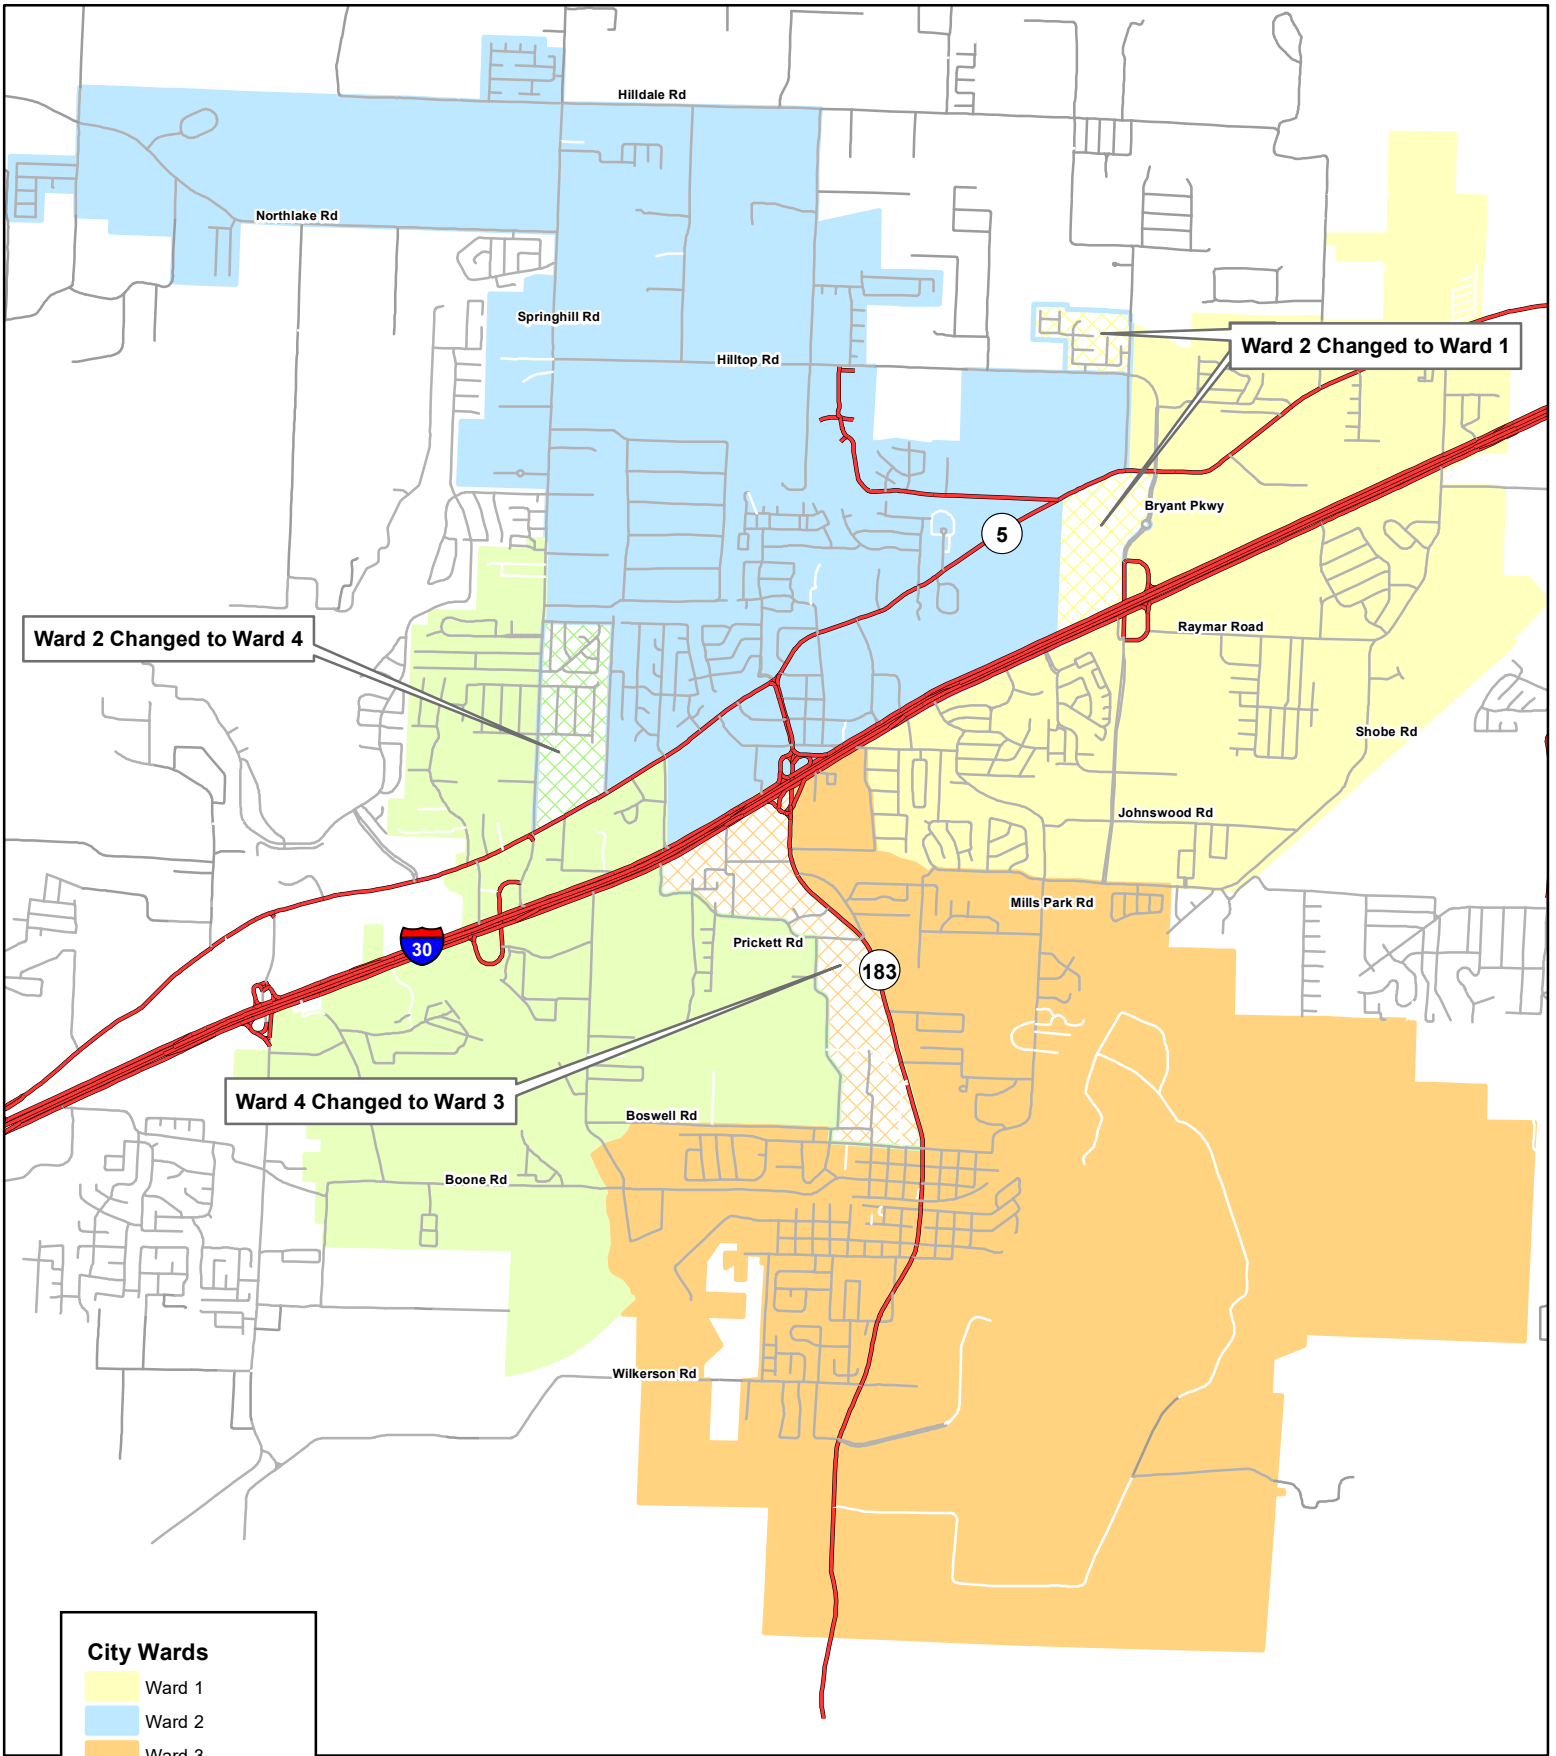 Hilldale Rd
Northlake Rd
Springhill Rd
Hilltop Rd
Ward 2 Changed to Ward 1
Bryant Pkwy
5
Raymar Road
Ward 2 Changed to Ward 4
Shobe Rd
Johnswood Rd
Mills Park Rd
Prickett Rd
30
183
Ward 4 Changed to Ward 3
Boswell Rd
Boone Rd
Wilkerson Rd
City Wards
Ward 1
Ward 2
Ward 3